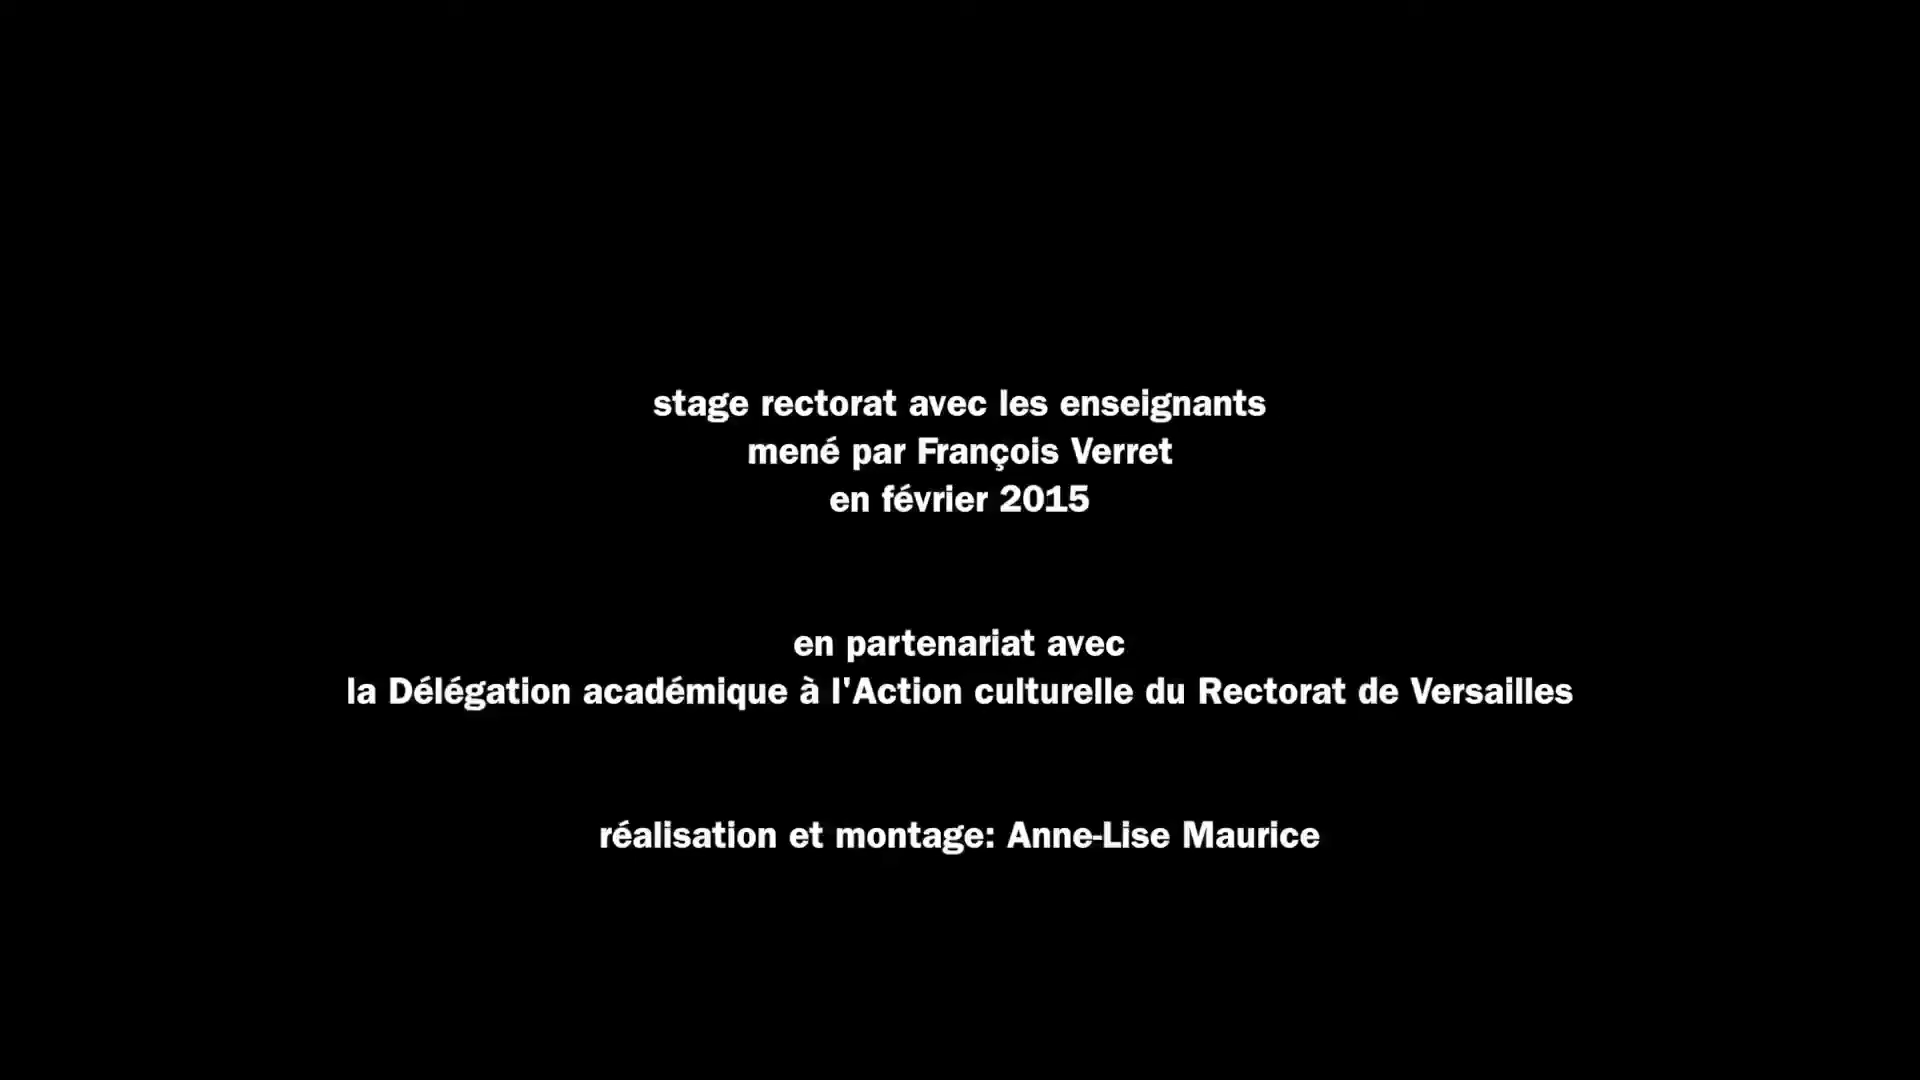 stage rectorat avec les enseignants
mené par François Verret
en février 2015
en partenariat avec
la Délégation académique à l'Action culturelle du Rectorat de Versailles
réalisation et montage: Anne-Lise Maurice